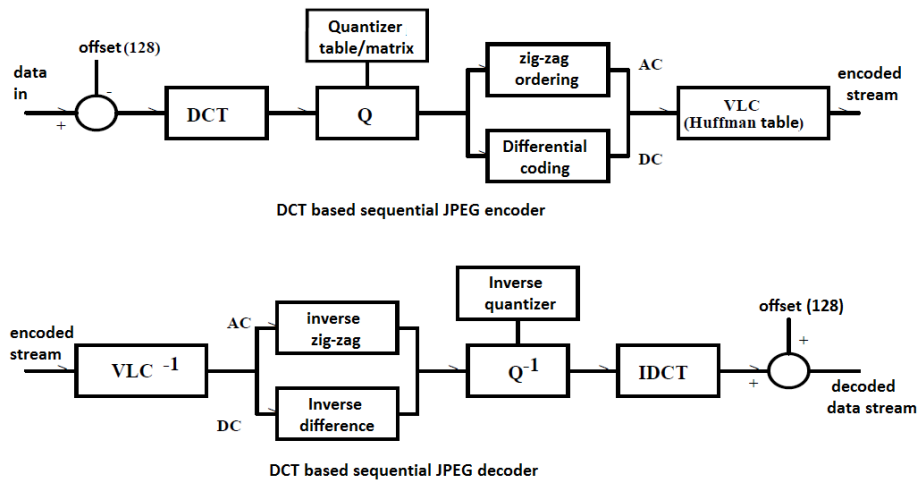 Quantizer
table/matrix
offset (128)
data
in
-
+
DCT
Q
zig-zag
ordering
AC
Differential
coding
DC
VLC
(Huffman table)
encoded
stream
DCT based sequential JPEG encoder
Inverse
quantizer
offset (128)
encoded
stream
VLC -1
AC
inverse
zig-zag
DC
Inverse
difference
Q-1
IDCT
+
+
decoded
data stream
DCT based sequential JPEG decoder